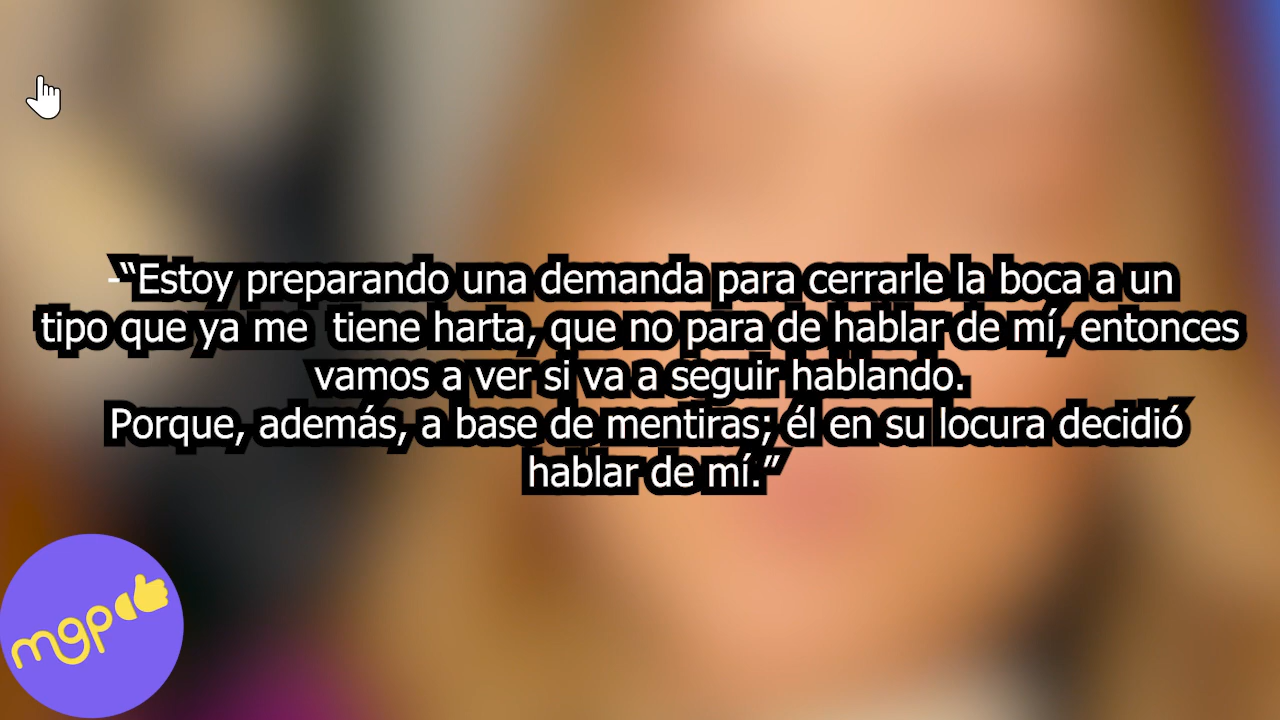 -“Estoy preparando una demanda para cerrarle la boca a un
tipo que ya me  tiene harta, que no para de hablar de mí, entonces
vamos a ver si va a seguir hablando.
Porque, además, a base de mentiras; él en su locura decidió
hablar de mí.”
mgp